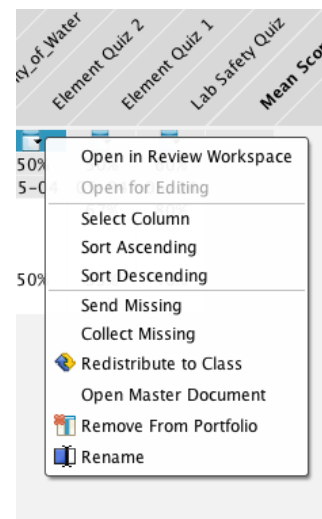 ty_of_Water
Element Quiz 2
Element Quiz 1
Lab Safety Quiz
Mean Sco
50%
5-0
50%
Open in Review Workspace
Open for Editing
Select Column
Sort Ascending
Sort Descending
Send Missing
Collect Missing
Redistribute to Class
Open Master Document
Remove From Portfolio
Rename